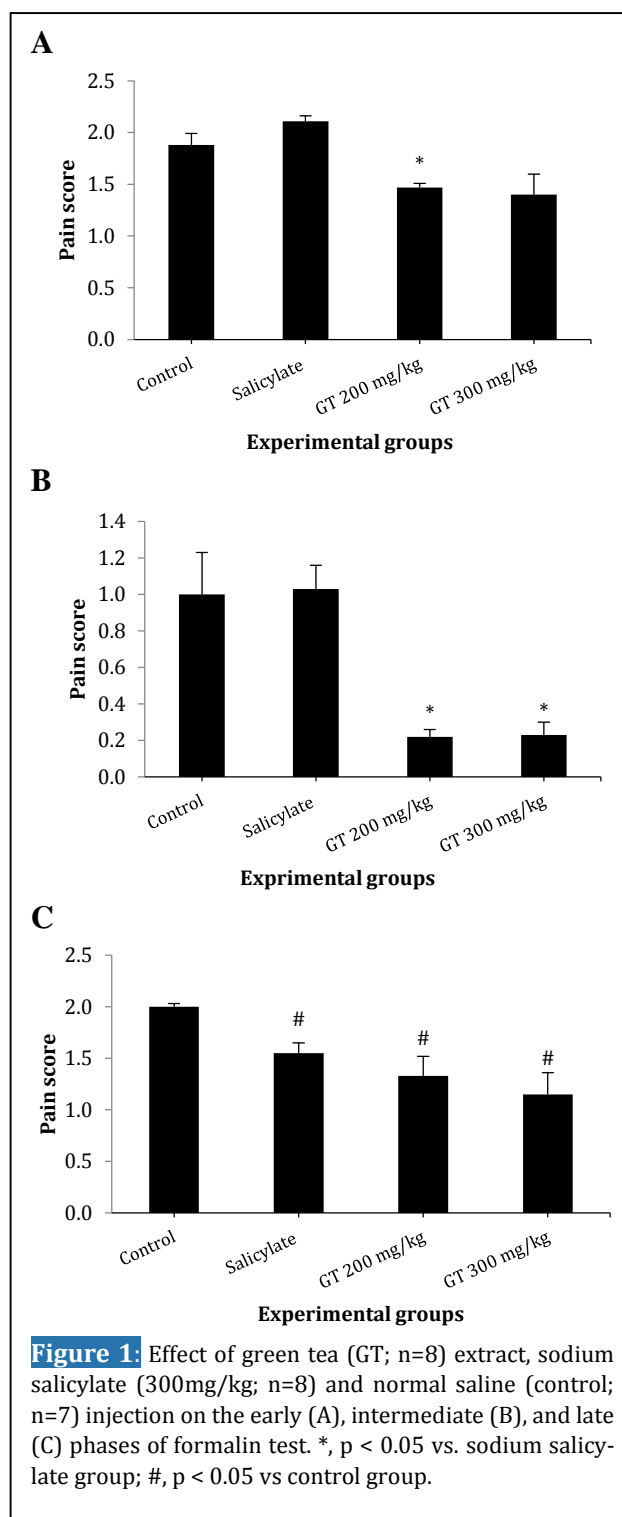 A
2.5
2.0
1.5
1.0
0.5
0.0
Pain score
*
Control
Salicylate
GT 200 mg/kg
GT 300 mg/kg
Experimental groups
B
1.4
1.2
1.0
0.8
0.6
0.4
0.2
0.0
Pain score
*
*
Control
Salicylate
GT 200 mg/kg
GT 300 mg/kg
Exprimental groups
C
2.5
2.0
1.5
1.0
0.5
0.0
Pain score
#
#
#
Control
Salicylate
GT 200 mg/kg
GT 300 mg/kg
Experimental groups
Figure 1: Effect of green tea (GT; n=8) extract, sodium
salicylate (300mg/kg; n=8) and normal saline (control;
n=7) injection on the early (A), intermediate (B), and late
(C) phases of formalin test. *, p < 0.05 vs. sodium salicy-
late group; #, p < 0.05 vs control group.